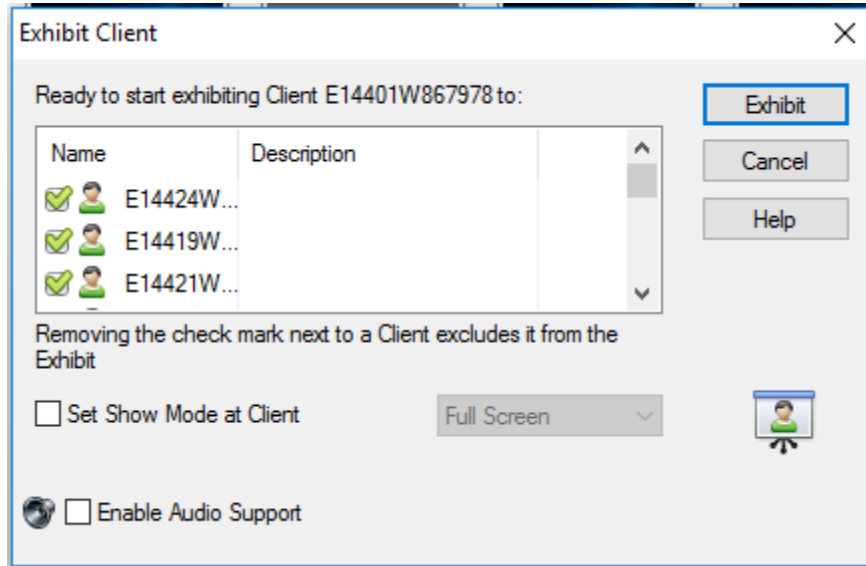 Exhibit Client
Ready to start exhibiting Client E14401W867978 to:
Exhibit
Name Description
Cancel
E14424W...
Help
E14419W...
E14421W...
Removing the check mark next to a Client excludes it from the
Exhibit
Set Show Mode at Client
Full Screen
Enable Audio Support